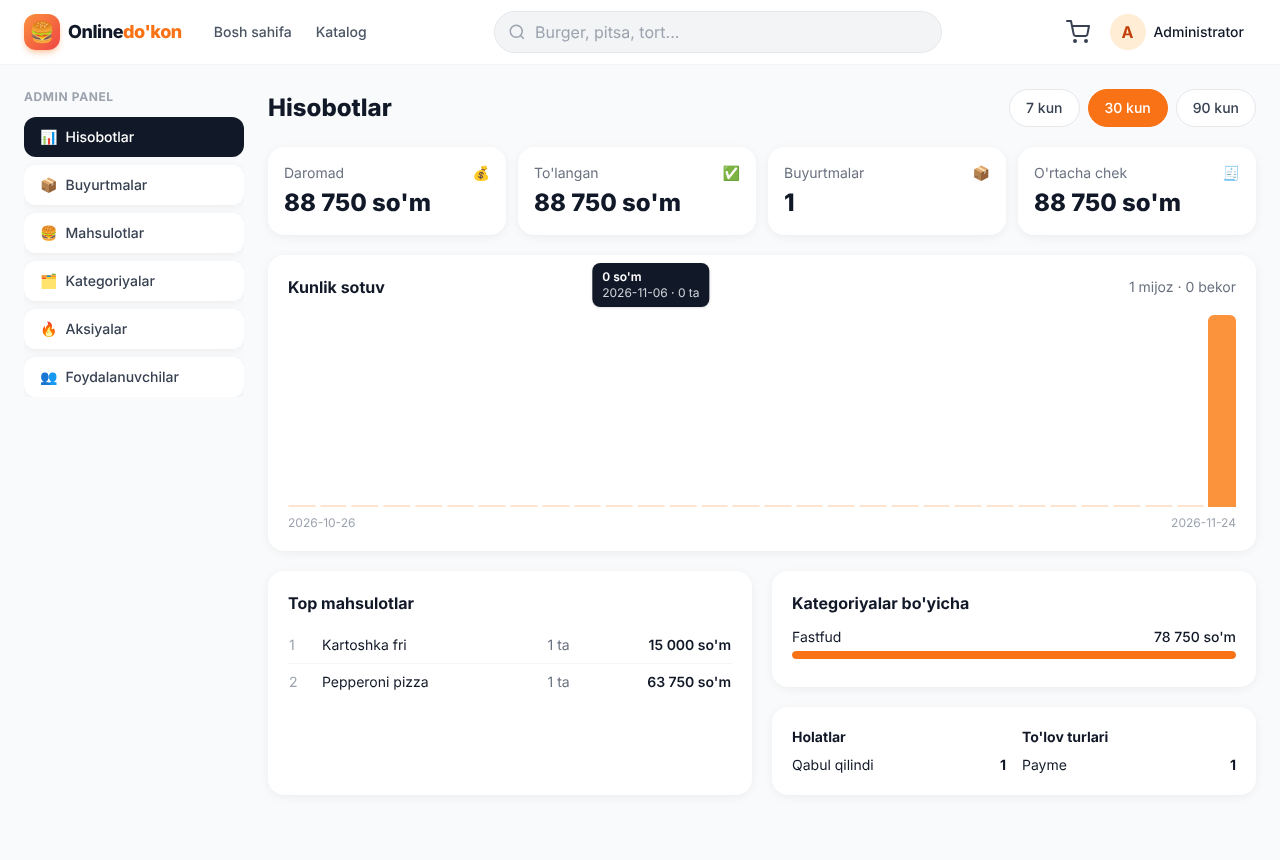 Onlinedo'kon
Bosh sahifa
Katalog
Burger, pitsa, tort...
A
Administrator
ADMIN PANEL
Hisobotlar
Buyurtmalar
Mahsulotlar
Kategoriyalar
Aksiyalar
Foydalanuvchilar
Hisobotlar
7 kun
30 kun
90 kun
Daromad
88 750 so'm
To'langan
88 750 so'm
Buyurtmalar
1
O'rtacha chek
88 750 so'm
Kunlik sotuv
0 so'm
2026-11-06 · 0 ta
1 mijoz · 0 bekor
2026-10-26
2026-11-24
Top mahsulotlar
1 Kartoshka fri 1 ta 15 000 so'm
2 Pepperoni pizza 1 ta 63 750 so'm
Kategoriyalar bo'yicha
Fastfud 78 750 so'm
Holatlar
Qabul qilindi 1
To'lov turlari
Payme 1